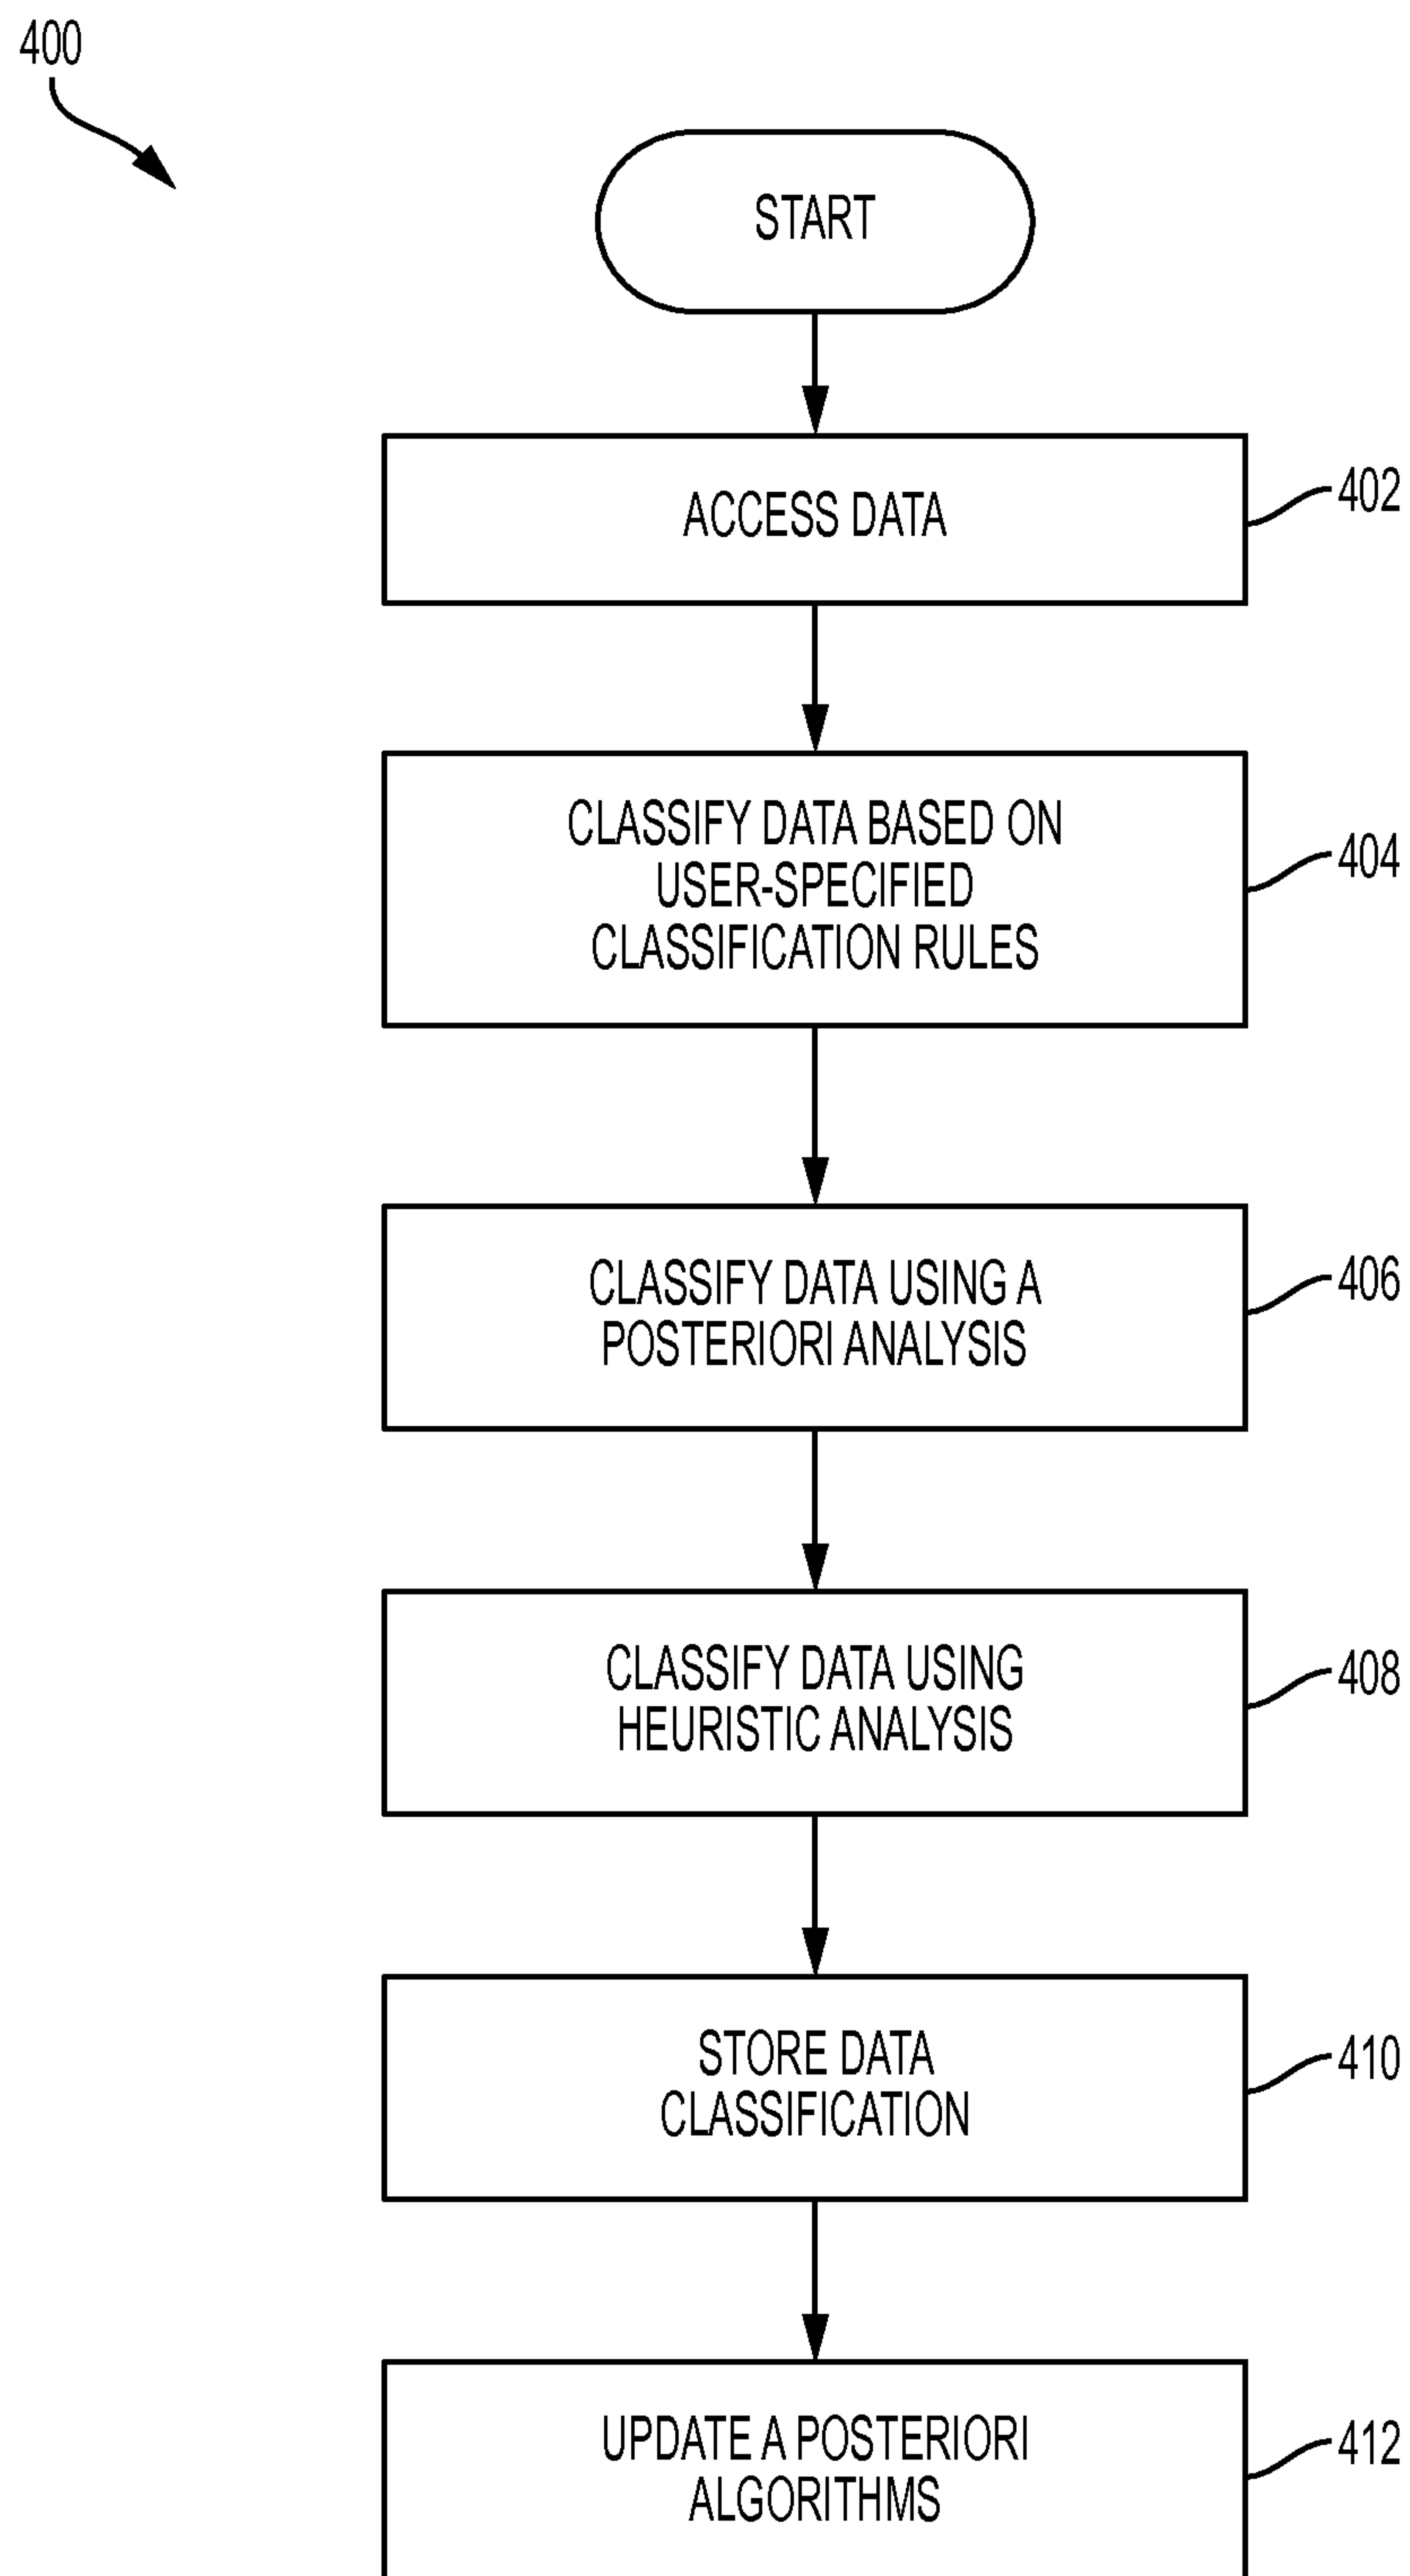 400
START
ACCESS DATA
402
CLASSIFY DATA BASED ON
USER-SPECIFIED
CLASSIFICATION RULES
404
CLASSIFY DATA USING A
POSTERIORI ANALYSIS
406
CLASSIFY DATA USING
HEURISTIC ANALYSIS
408
STORE DATA
CLASSIFICATION
410
UPDATE A POSTERIORI
ALGORITHMS
412